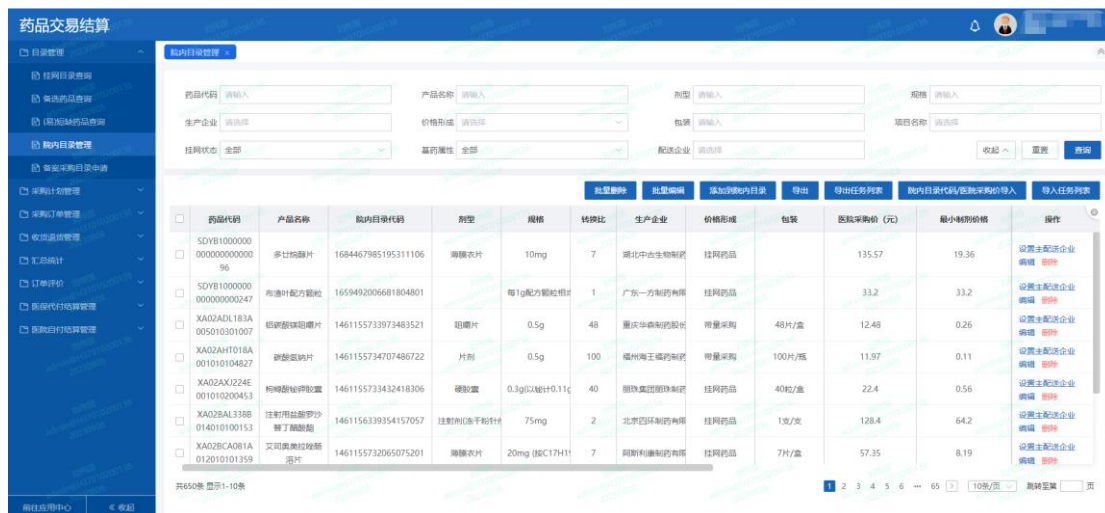 药品交易结算
目录管理
挂网目录查询
备选药品查询
(易)短缺药品查询
院内目录管理
备案采购目录申请
采购计划管理
采购订单管理
收货退货管理
汇总统计
订单评价
医保代付结算管理
医院自付结算管理
前往应用中心 收起
院内目录管理 ×
药品代码 请输入 产品名称 请输入 剂型 请输入 规格 请输入
生产企业 请选择 价格形成 请选择 包装 请输入 项目名称 请选择
挂网状态 全部 基药属性 全部 配送企业 请选择 收起 重置 查询
批量删除 批量编辑 添加到院内目录 导出 导出任务列表 院内目录代码/医院采购价导入 导入任务列表
药品代码 产品名称 院内目录代码 剂型 规格 转换比 生产企业 价格形成 包装 医院采购价（元） 最小制剂价格 操作
SDYB1000000
000000000000
96
多廿烷醇片 1684467985195311106 薄膜衣片 10mg 7 湖北中古生物制药 挂网药品 135.57 19.36 设置主配送企业
编辑 删除
SDYB1000000
000000000247
布渣叶配方颗粒 1659492006681804801 每1g配方颗粒相 1 广东一方制药有限 挂网药品 33.2 33.2 设置主配送企业
编辑 删除
XA02ADL183A
005010301007
铝碳酸镁咀嚼片 1461155733973483521 咀嚼片 0.5g 48 重庆华森制药股份 带量采购 48片/盒 12.48 0.26 设置主配送企业
编辑 删除
XA02AHT018A
001010104827
碳酸氢钠片 1461155734707486722 片剂 0.5g 100 福州海王福药制药 带量采购 100片/瓶 11.97 0.11 设置主配送企业
编辑 删除
XA02AXJ224E
001010200453
枸橼酸铋钾胶囊 1461155733432418306 硬胶囊 0.3g(以铋计0.11g 40 丽珠集团丽珠制药 挂网药品 40粒/盒 22.4 0.56 设置主配送企业
编辑 删除
XA02BAL338B
014010100153
注射用盐酸罗沙
替丁醋酸酯
1461156339354157057 注射剂(冻干粉针 75mg 2 北京四环制药有限 挂网药品 1支/支 128.4 64.2 设置主配送企业
编辑 删除
XA02BCA081A
012010101359
艾司奥美拉唑肠
溶片
1461155732065075201 薄膜衣片 20mg (按C17H1 7 阿斯利康制药有限 挂网药品 7片/盒 57.35 8.19 设置主配送企业
编辑 删除
共650条 显示1-10条 1 2 3 4 5 6 ··· 65 10条/页 跳转至第 页